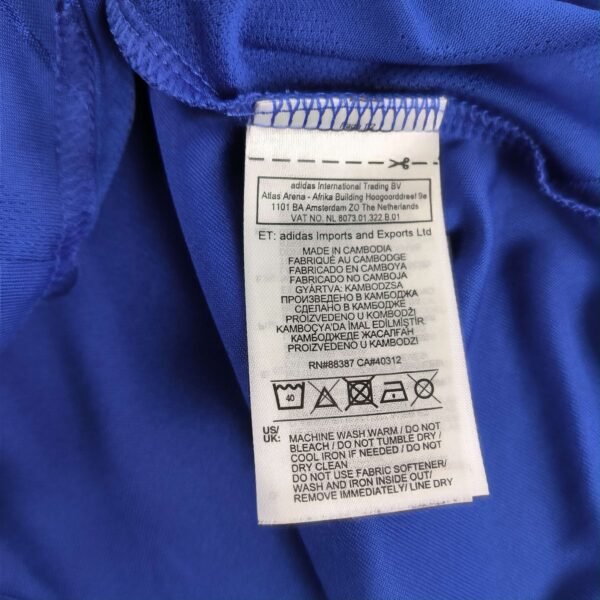 adidas International Trading BV
Atlas Arena - Afrika Building Hoogoorddreef 9e
1101 BA Amsterdam ZO The Netherlands
VAT NO. NL 8073.01.322.B.01
ET: adidas Imports and Exports Ltd
MADE IN CAMBODIA
FABRIQUÉ AU CAMBODGE
FABRICADO EN CAMBOYA
FABRICADO NO CAMBOJA
GYÁRTVA: KAMBODZSA
ПРОИЗВЕДЕНО В КАМБОДЖА
СДЕЛАНО В КАМБОДЖЕ
PROIZVEDENO U KOMBODŽI
KAMBOÇYA'DA İMAL EDİLMİŞTİR
КАМБОДЖЕДЕ ЖАСАЛҒАН
PROIZVEDENO U KAMBODZI
RN#88387 CA#40312
40
US/
UK: MACHINE WASH WARM / DO NOT
BLEACH / DO NOT TUMBLE DRY /
COOL IRON IF NEEDED / DO NOT
DRY CLEAN
DO NOT USE FABRIC SOFTENER/
WASH AND IRON INSIDE OUT/
REMOVE IMMEDIATELY/ LINE DRY